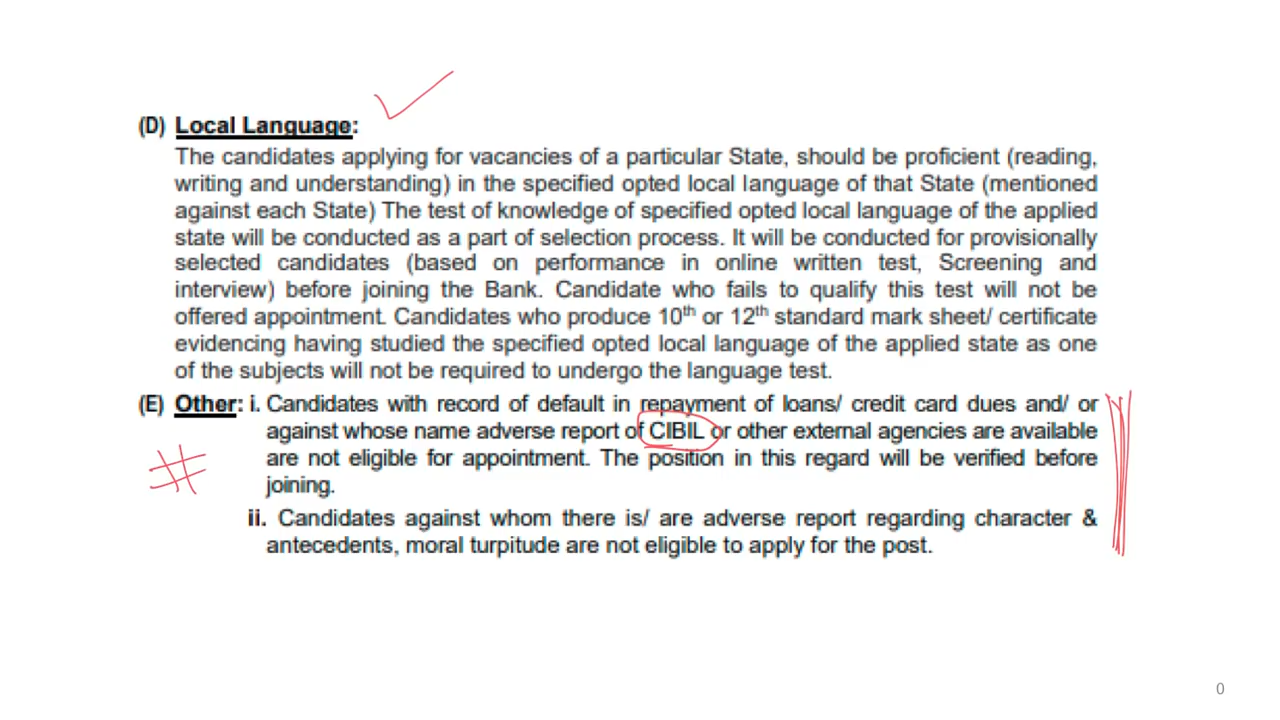 (D) Local Language:
The candidates applying for vacancies of a particular State, should be proficient (reading,
writing and understanding) in the specified opted local language of that State (mentioned
against each State) The test of knowledge of specified opted local language of the applied
state will be conducted as a part of selection process. It will be conducted for provisionally
selected candidates (based on performance in online written test, Screening and
interview) before joining the Bank. Candidate who fails to qualify this test will not be
offered appointment. Candidates who produce 10th or 12th standard mark sheet/ certificate
evidencing having studied the specified opted local language of the applied state as one
of the subjects will not be required to undergo the language test.
(E) Other: i. Candidates with record of default in repayment of loans/ credit card dues and/ or
against whose name adverse report of CIBIL or other external agencies are available
are not eligible for appointment. The position in this regard will be verified before
joining.
ii. Candidates against whom there is/ are adverse report regarding character &
antecedents, moral turpitude are not eligible to apply for the post.
0